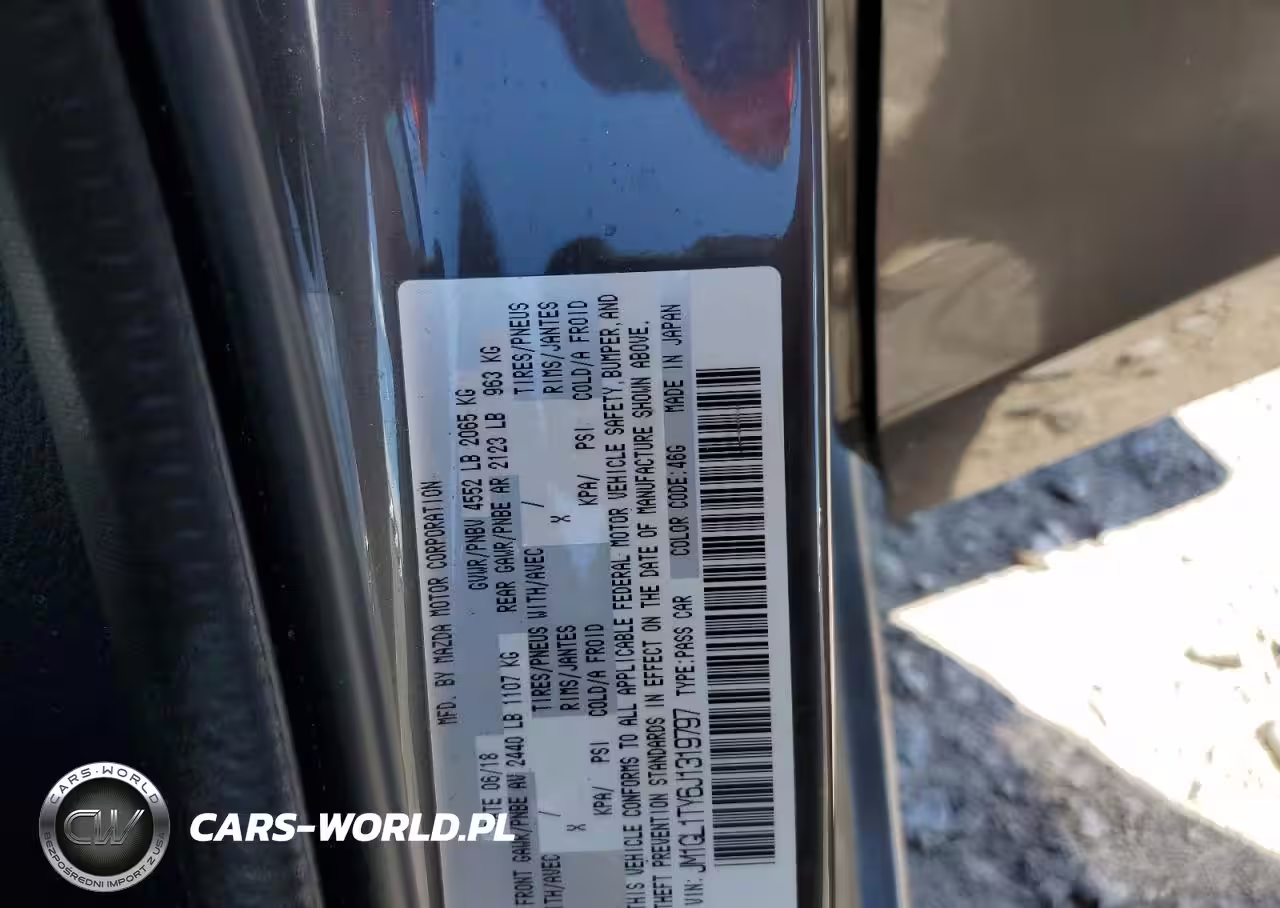 MFD. BY MAZDA MOTOR CORPORATION
TE 06/18 GVWR/PNBV 4552 LB 2065 KG
FRONT GAWR/PNBE AV 2440 LB 1107 KG REAR GAWR/PNBE AR 2123 LB 963 KG
ITH/AVEC / TIRES/PNEUS WITH/AVEC / TIRES/PNEUS
X RIMS/JANTES X RIMS/JANTES
KPA/ PSI COLD/A FROID KPA/ PSI COLD/A FROID
THIS VEHICLE CONFORMS TO ALL APPLICABLE FEDERAL MOTOR VEHICLE SAFETY,BUMPER,AND
THEFT PREVENTION STANDARDS IN EFFECT ON THE DATE OF MANUFACTURE SHOWN ABOVE.
VIN:JM1GL1TY6J1319797 TYPE:PASS CAR COLOR CODE:46G MADE IN JAPAN
CARS-WORLD
CW
BEZPOŚREDNI IMPORT Z USA
CARS-WORLD.PL